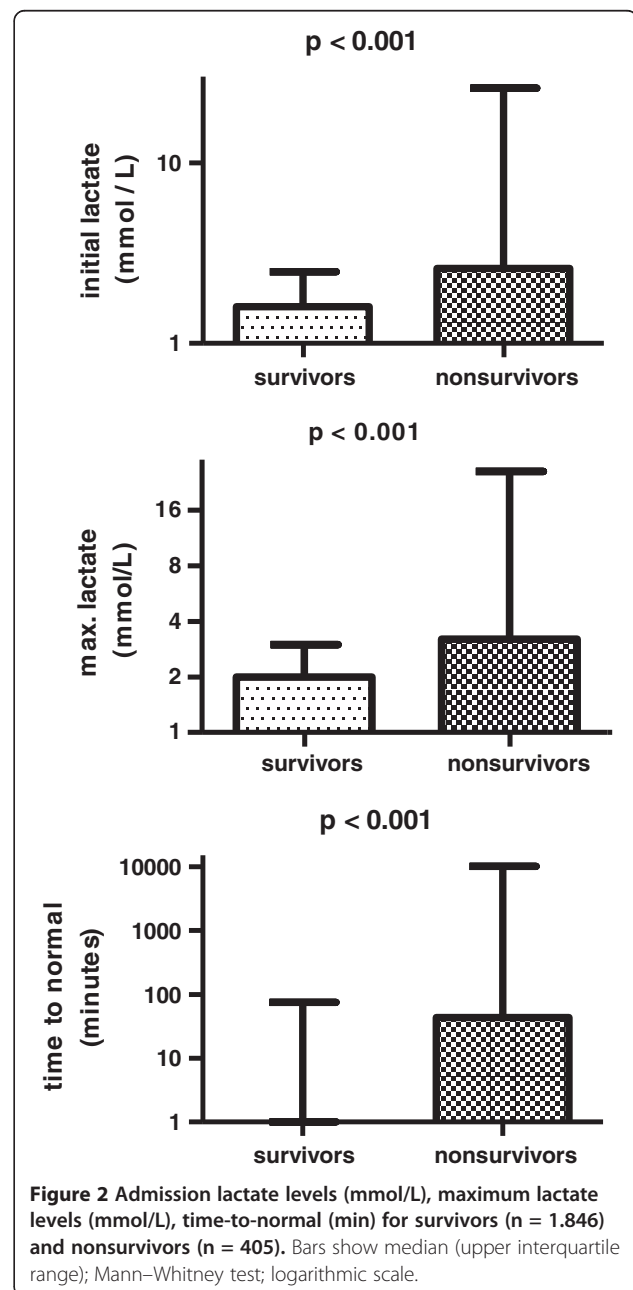 p < 0.001
initial lactate
(mmol / L)
10
1
survivors nonsurvivors
p < 0.001
max. lactate
(mmol/L)
16
8
4
2
1
survivors nonsurvivors
p < 0.001
time to normal
(minutes)
10000
1000
100
10
1
survivors nonsurvivors
Figure 2 Admission lactate levels (mmol/L), maximum lactate
levels (mmol/L), time-to-normal (min) for survivors (n = 1.846)
and nonsurvivors (n = 405). Bars show median (upper interquartile
range); Mann–Whitney test; logarithmic scale.